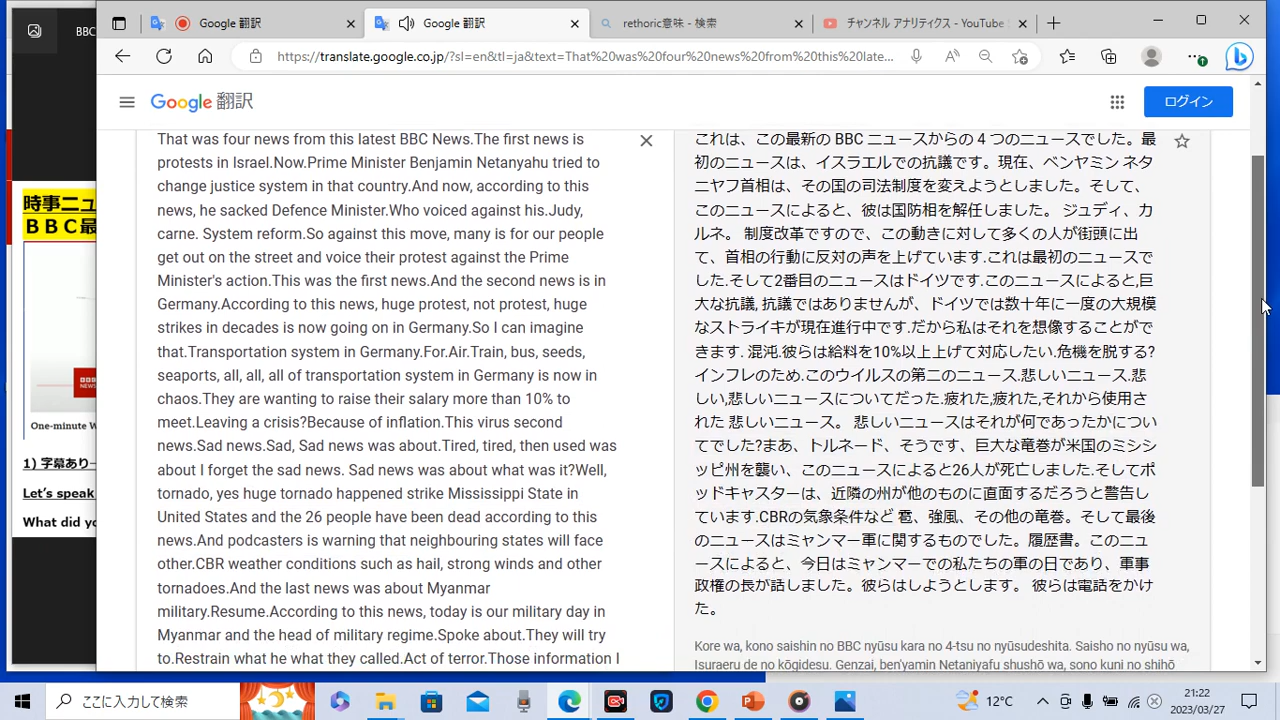 BBC
Google 翻訳
Google 翻訳
rethoric意味 - 検索
チャンネル アナリティクス - YouTube S
https://translate.google.co.jp/?sl=en&tl=ja&text=That%20was%20four%20news%20from%20this%20late...
Google 翻訳
ログイン
That was four news from this latest BBC News.The first news is
protests in Israel.Now.Prime Minister Benjamin Netanyahu tried to
change justice system in that country.And now, according to this
news, he sacked Defence Minister.Who voiced against his.Judy,
carne. System reform.So against this move, many is for our people
get out on the street and voice their protest against the Prime
Minister's action.This was the first news.And the second news is in
Germany.According to this news, huge protest, not protest, huge
strikes in decades is now going on in Germany.So I can imagine
that.Transportation system in Germany.For.Air.Train, bus, seeds,
seaports, all, all, all of transportation system in Germany is now in
chaos.They are wanting to raise their salary more than 10% to
meet.Leaving a crisis?Because of inflation.This virus second
news.Sad news.Sad, Sad news was about.Tired, tired, then used was
about I forget the sad news. Sad news was about what was it?Well,
tornado, yes huge tornado happened strike Mississippi State in
United States and the 26 people have been dead according to this
news.And podcasters is warning that neighbouring states will face
other.CBR weather conditions such as hail, strong winds and other
tornadoes.And the last news was about Myanmar
military.Resume.According to this news, today is our military day in
Myanmar and the head of military regime.Spoke about.They will try
to.Restrain what he what they called.Act of terror.Those information I
これは、この最新の BBC ニュースからの 4 つのニュースでした。最
初のニュースは、イスラエルでの抗議です。現在、ベンヤミン ネタ
ニヤフ首相は、その国の司法制度を変えようとしました。そして、
このニュースによると、彼は国防相を解任しました。 ジュディ、カ
ルネ。 制度改革ですので、この動きに対して多くの人が街頭に出
て、首相の行動に反対の声を上げています.これは最初のニュースで
した.そして2番目のニュースはドイツです.このニュースによると,巨
大な抗議, 抗議ではありませんが、ドイツでは数十年に一度の大規模
なストライキが現在進行中です.だから私はそれを想像することがで
きます. 混沌.彼らは給料を10%以上上げて対応したい.危機を脱する?
インフレのため.このウイルスの第二のニュース.悲しいニュース.悲
しい,悲しいニュースについてだった.疲れた,疲れた,それから使用さ
れた 悲しいニュース。 悲しいニュースはそれが何であったかについ
てでした?まあ、トルネード、そうです、巨大な竜巻が米国のミシシ
ッピ州を襲い、このニュースによると26人が死亡しました.そしてポ
ッドキャスターは、近隣の州が他のものに直面するだろうと警告し
ています.CBRの気象条件など 雹、強風、その他の竜巻。そして最後
のニュースはミャンマー軍に関するものでした。履歴書。このニュ
ースによると、今日はミャンマーでの私たちの軍の日であり、軍事
政権の長が話しました。彼らはしようとします。 彼らは電話をかけ
た。
Kore wa, kono saishin no BBC nyūsu kara no 4-tsu no nyūsudeshita. Saisho no nyūsu wa,
Isuraeru de no kōgidesu. Genzai, ben'yamin Netaniyafu shushō wa, sono kuni no shihō
時事ニュ
ＢＢＣ最
BBC
NEWS
One-minute W
1) 字幕あり
Let's speak
What did yo
ここに入力して検索
12°C
21:22
2023/03/27